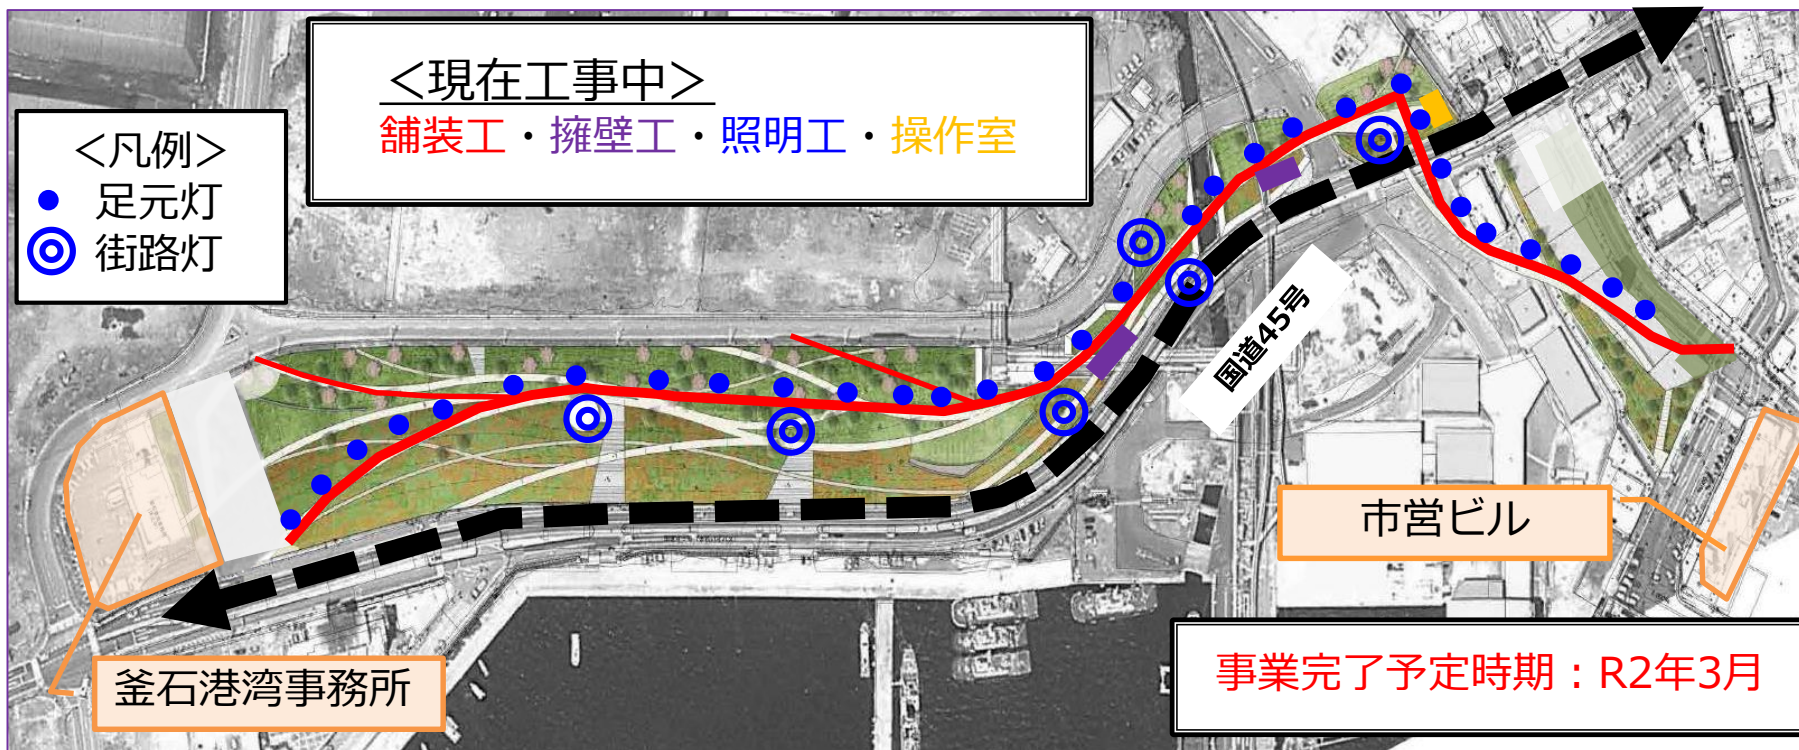 <現在工事中>
舗装工・擁壁工・照明工・操作室
<凡例>
足元灯
街路灯
国道45号
市営ビル
釜石港湾事務所
事業完了予定時期：R2年3月